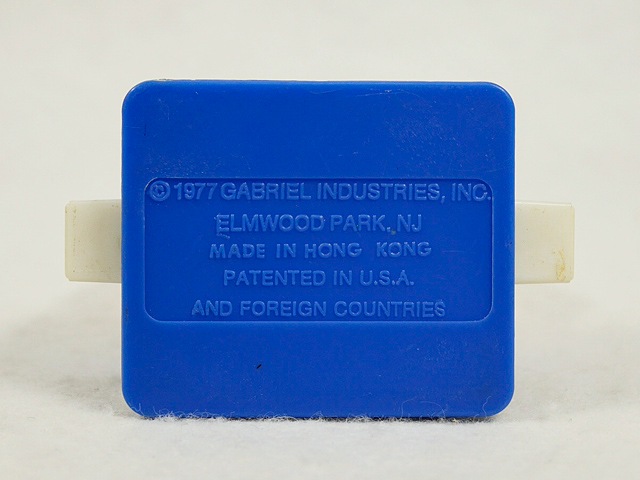 © 1977 GABRIEL INDUSTRIES, INC.
ELMWOOD PARK, NJ
MADE IN HONG KONG
PATENTED IN U.S.A.
AND FOREIGN COUNTRIES